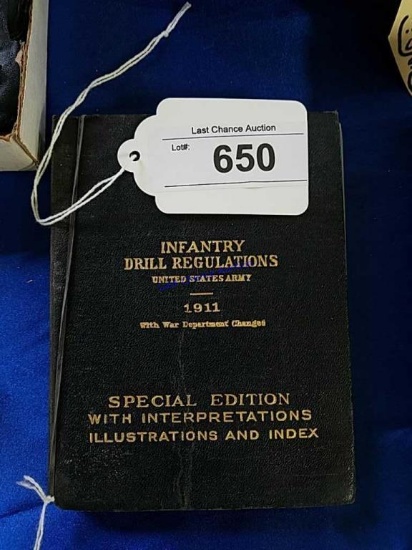 Last Chance Auction
Lot#:
650
INFANTRY
DRILL REGULATIONS
UNITED STATES ARMY
1911
With War Department Changes
SPECIAL EDITION
WITH INTERPRETATIONS
ILLUSTRATIONS AND INDEX